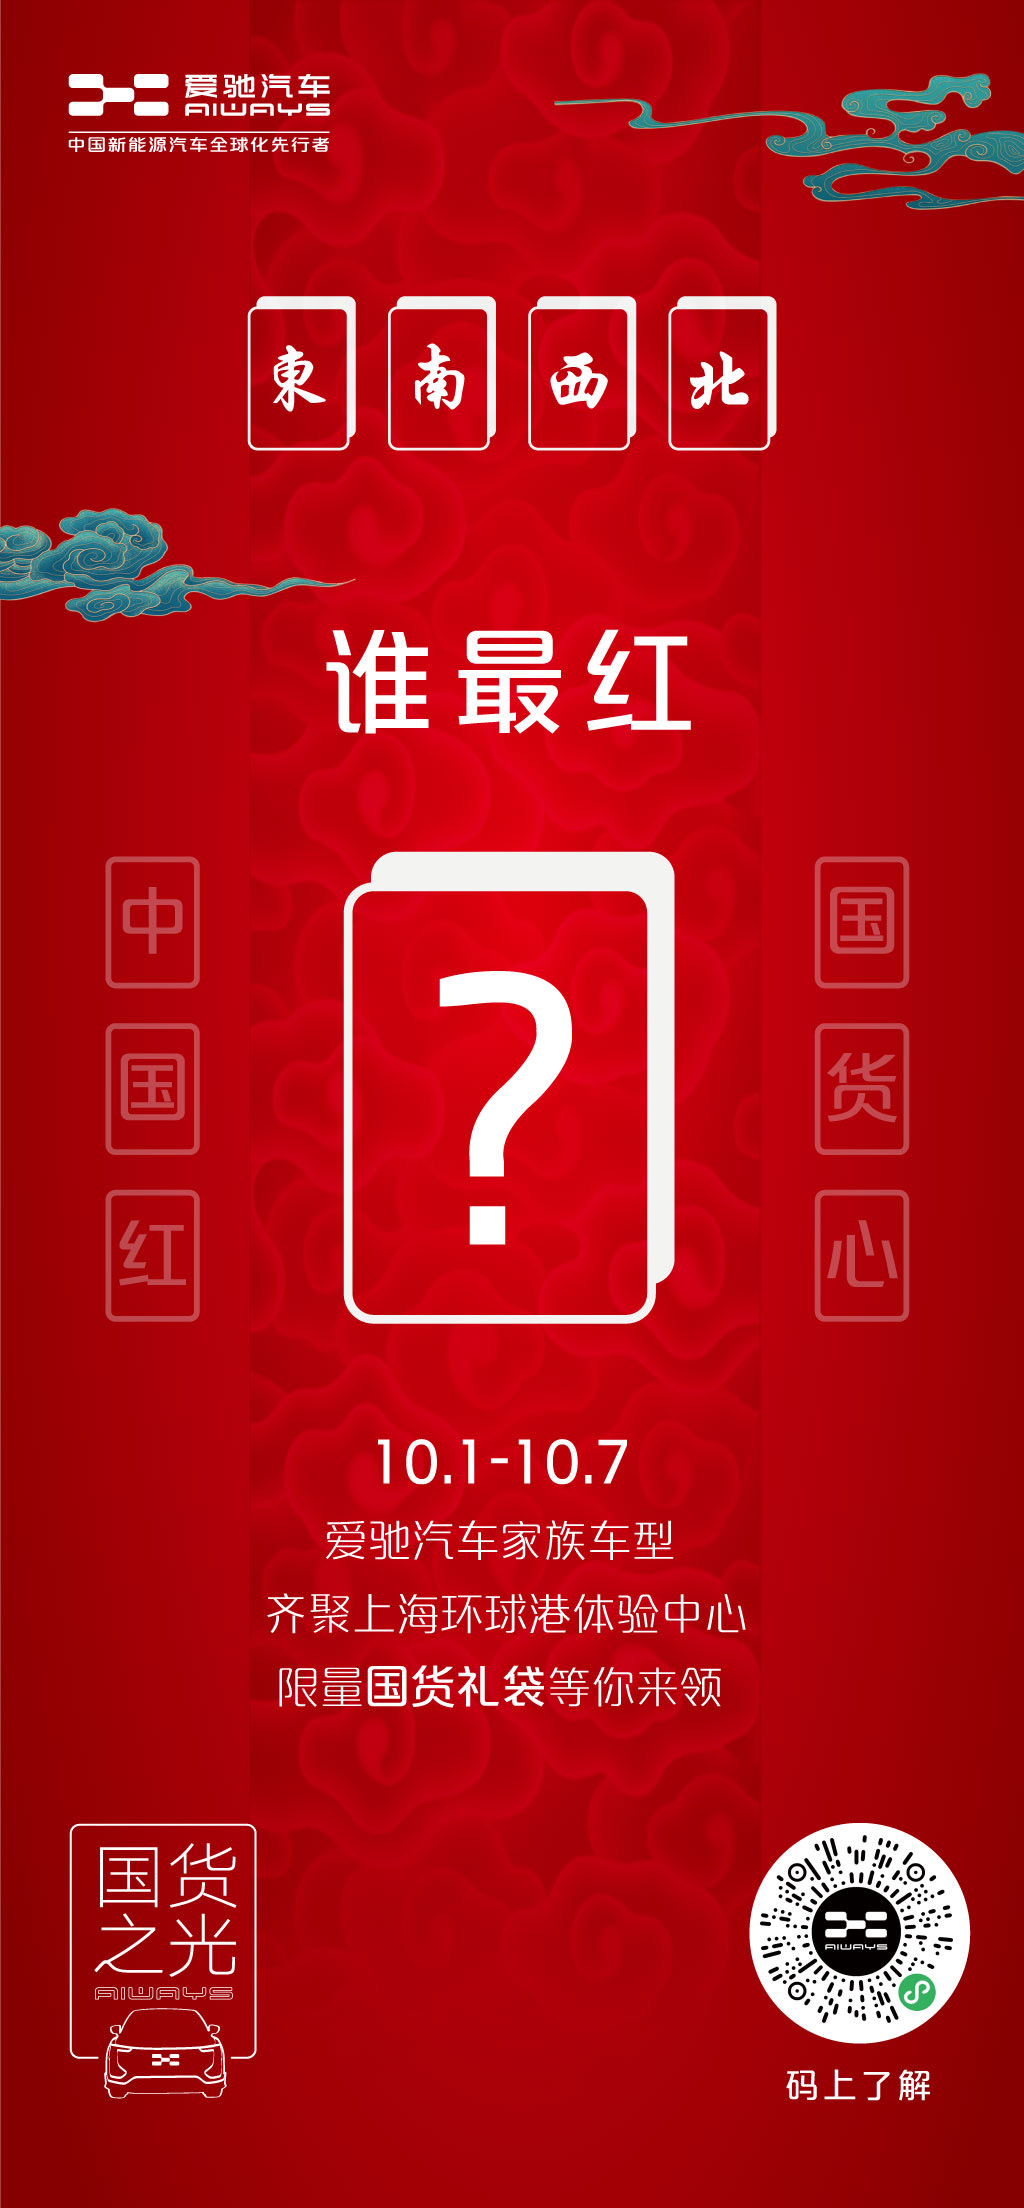 爱驰汽车
AIWAYS
中国新能源汽车全球化先行者
東 南 西 北
谁最红
?
中国红
国货心
10.1-10.7
爱驰汽车家族车型
齐聚上海环球港体验中心
限量国货礼袋等你来领
国货
之光
AIWAYS
AIWAYS
码上了解